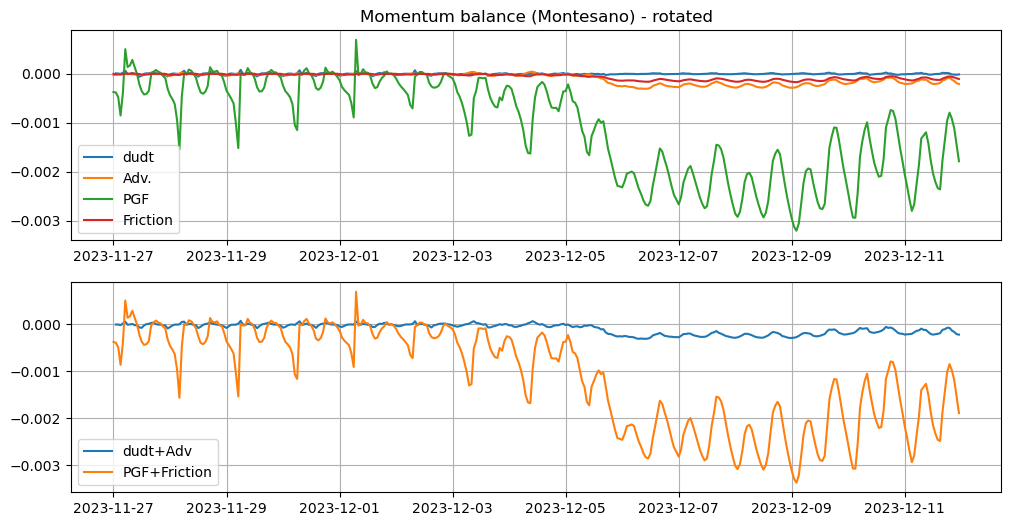 Momentum balance (Montesano) - rotated
0.000
−0.001
−0.002
−0.003
dudt
Adv.
PGF
Friction
2023-11-27 2023-11-29 2023-12-01 2023-12-03 2023-12-05 2023-12-07 2023-12-09 2023-12-11
0.000
−0.001
−0.002
−0.003
dudt+Adv
PGF+Friction
2023-11-27 2023-11-29 2023-12-01 2023-12-03 2023-12-05 2023-12-07 2023-12-09 2023-12-11